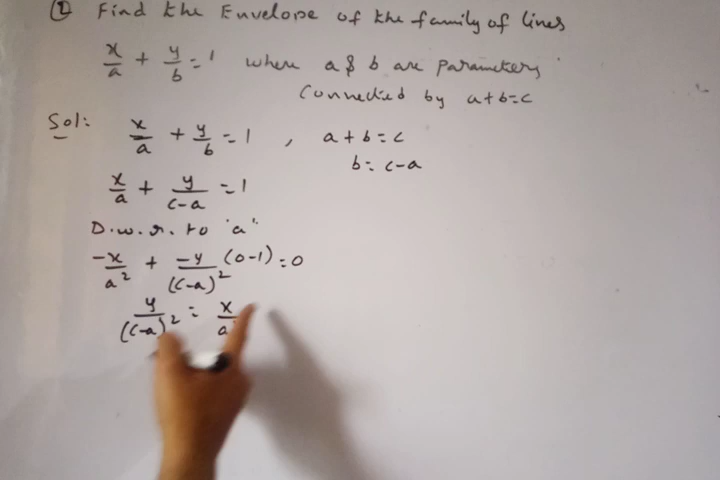 ② Find the Envelope of the family of lines
x/a + y/b = 1 where a & b are parameters
Connected by a+b=c
Sol: x/a + y/b = 1 , a+b=c
b = c-a
x/a + y/(c-a) = 1
D.w.r. to 'a'
-x/a² + -y/(c-a)² (0-1) = 0
y/(c-a)² = x/a